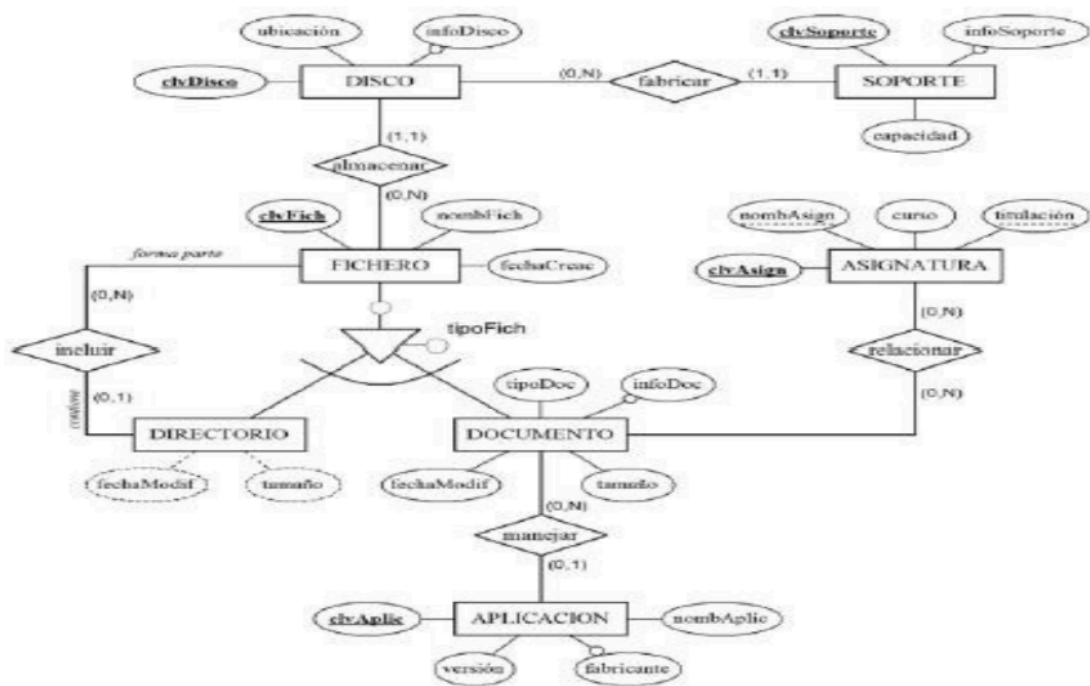 ubicación infoDisco clvSoporte infoSoporte
clvDisco DISCO (0,N) fabricar (1,1) SOPORTE
capacidad
(1,1)
almacenar
(0,N)
clvFich nombFich nombAsign curso titulación
forma parte FICHERO fechaCreac clvAsign ASIGNATURA
(0,N) (0,N)
tipoFich
incluir relacionar
tipoDoc infoDoc
contiene (0,1) (0,N)
DIRECTORIO DOCUMENTO
fechaModif tamaño fechaModif tamaño
(0,N)
manejar
(0,1)
clvAplic APLICACION nombAplic
versión fabricante